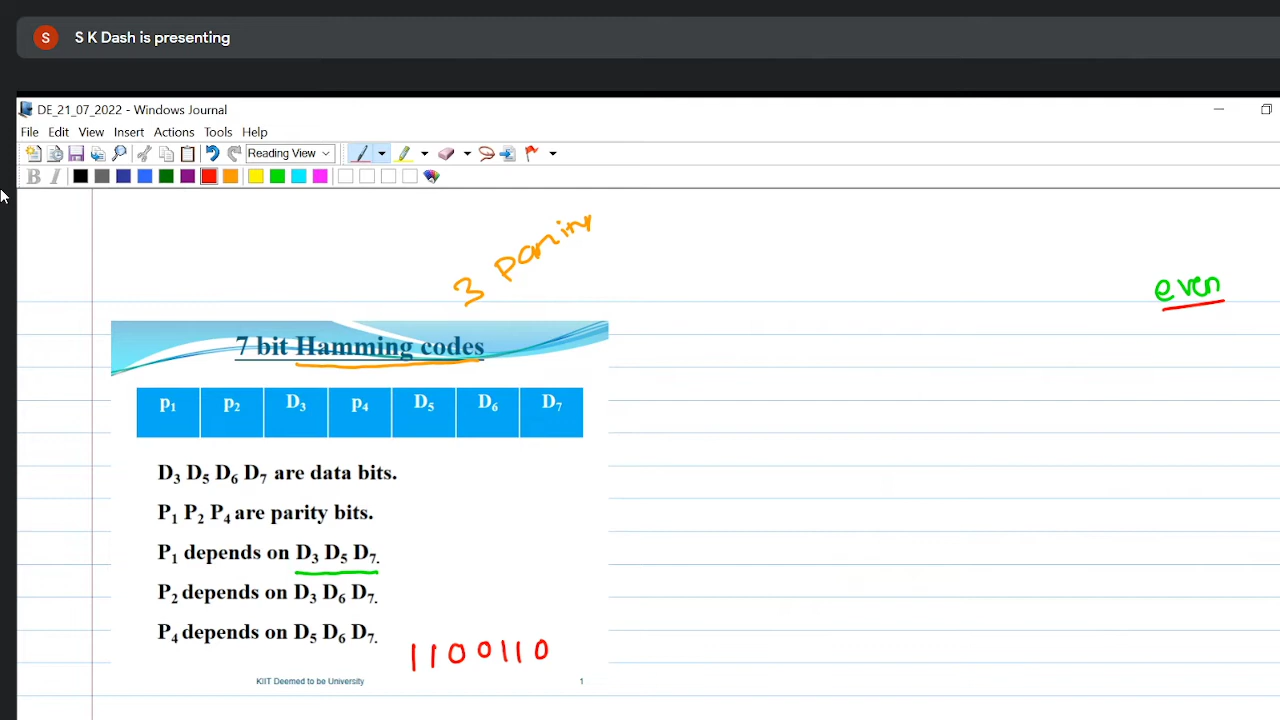 S
S K Dash is presenting
DE_21_07_2022 - Windows Journal
File Edit View Insert Actions Tools Help
Reading View
B I
3 parity
even
7 bit Hamming codes
p₁ p₂ D₃ p₄ D₅ D₆ D₇
D₃ D₅ D₆ D₇ are data bits.
P₁ P₂ P₄ are parity bits.
P₁ depends on D₃ D₅ D₇.
P₂ depends on D₃ D₆ D₇.
P₄ depends on D₅ D₆ D₇.
1100110
KIIT Deemed to be University 1